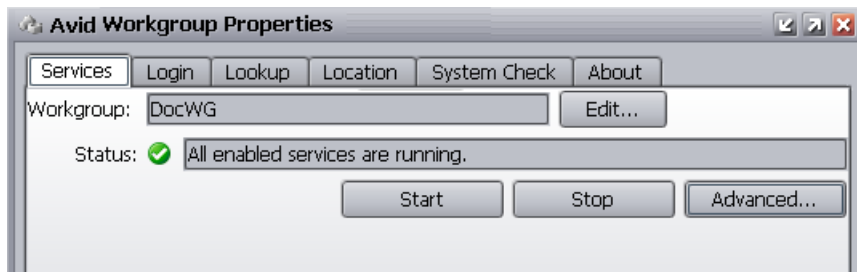 Avid Workgroup Properties
Services Login Lookup Location System Check About
Workgroup: DocWG Edit...
Status: All enabled services are running.
Start Stop Advanced...